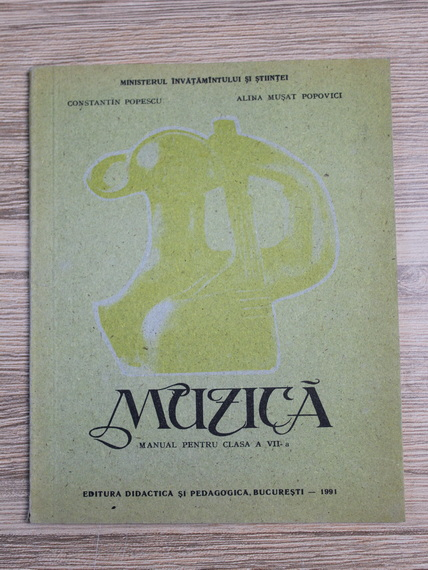 MINISTERUL ÎNVĂȚĂMÎNTULUI ȘI ȘTIINȚEI
CONSTANTIN POPESCU ALINA MUȘAT POPOVICI
MUZICĂ
MANUAL PENTRU CLASA A VII-a
EDITURA DIDACTICĂ ȘI PEDAGOGICĂ, BUCUREȘTI — 1991